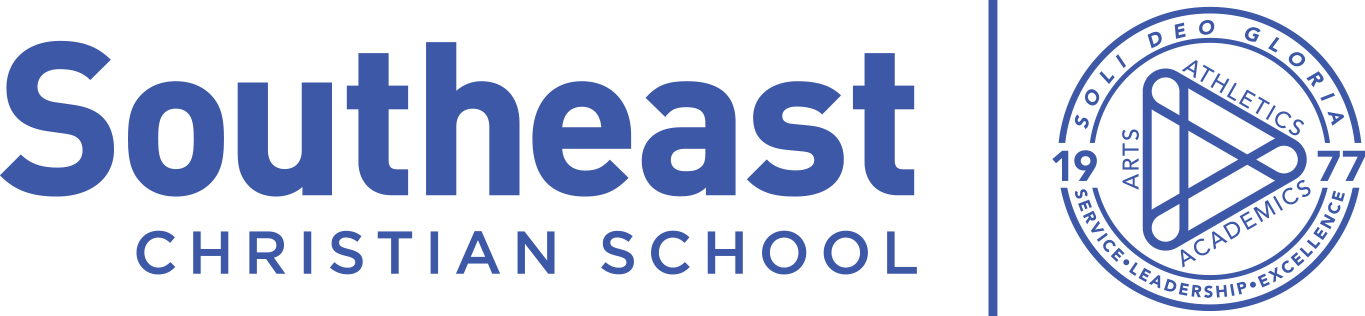 Southeast
CHRISTIAN SCHOOL
SOLI DEO GLORIA
ATHLETICS
ARTS
19 77
ACADEMICS
SERVICE•LEADERSHIP•EXCELLENCE